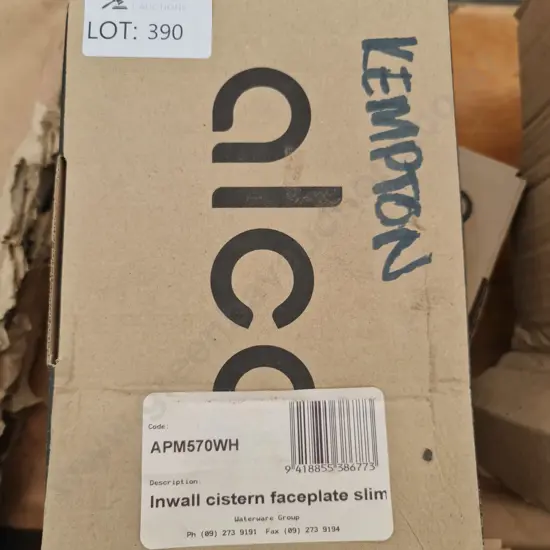 AUCTIONS
LOT: 390
alco
KEMPTON
Code:
APM570WH
9 418855 386773
Description
Inwall cistern faceplate slim
Waterware Group
Ph (09) 273 9191 Fax (09) 273 9194